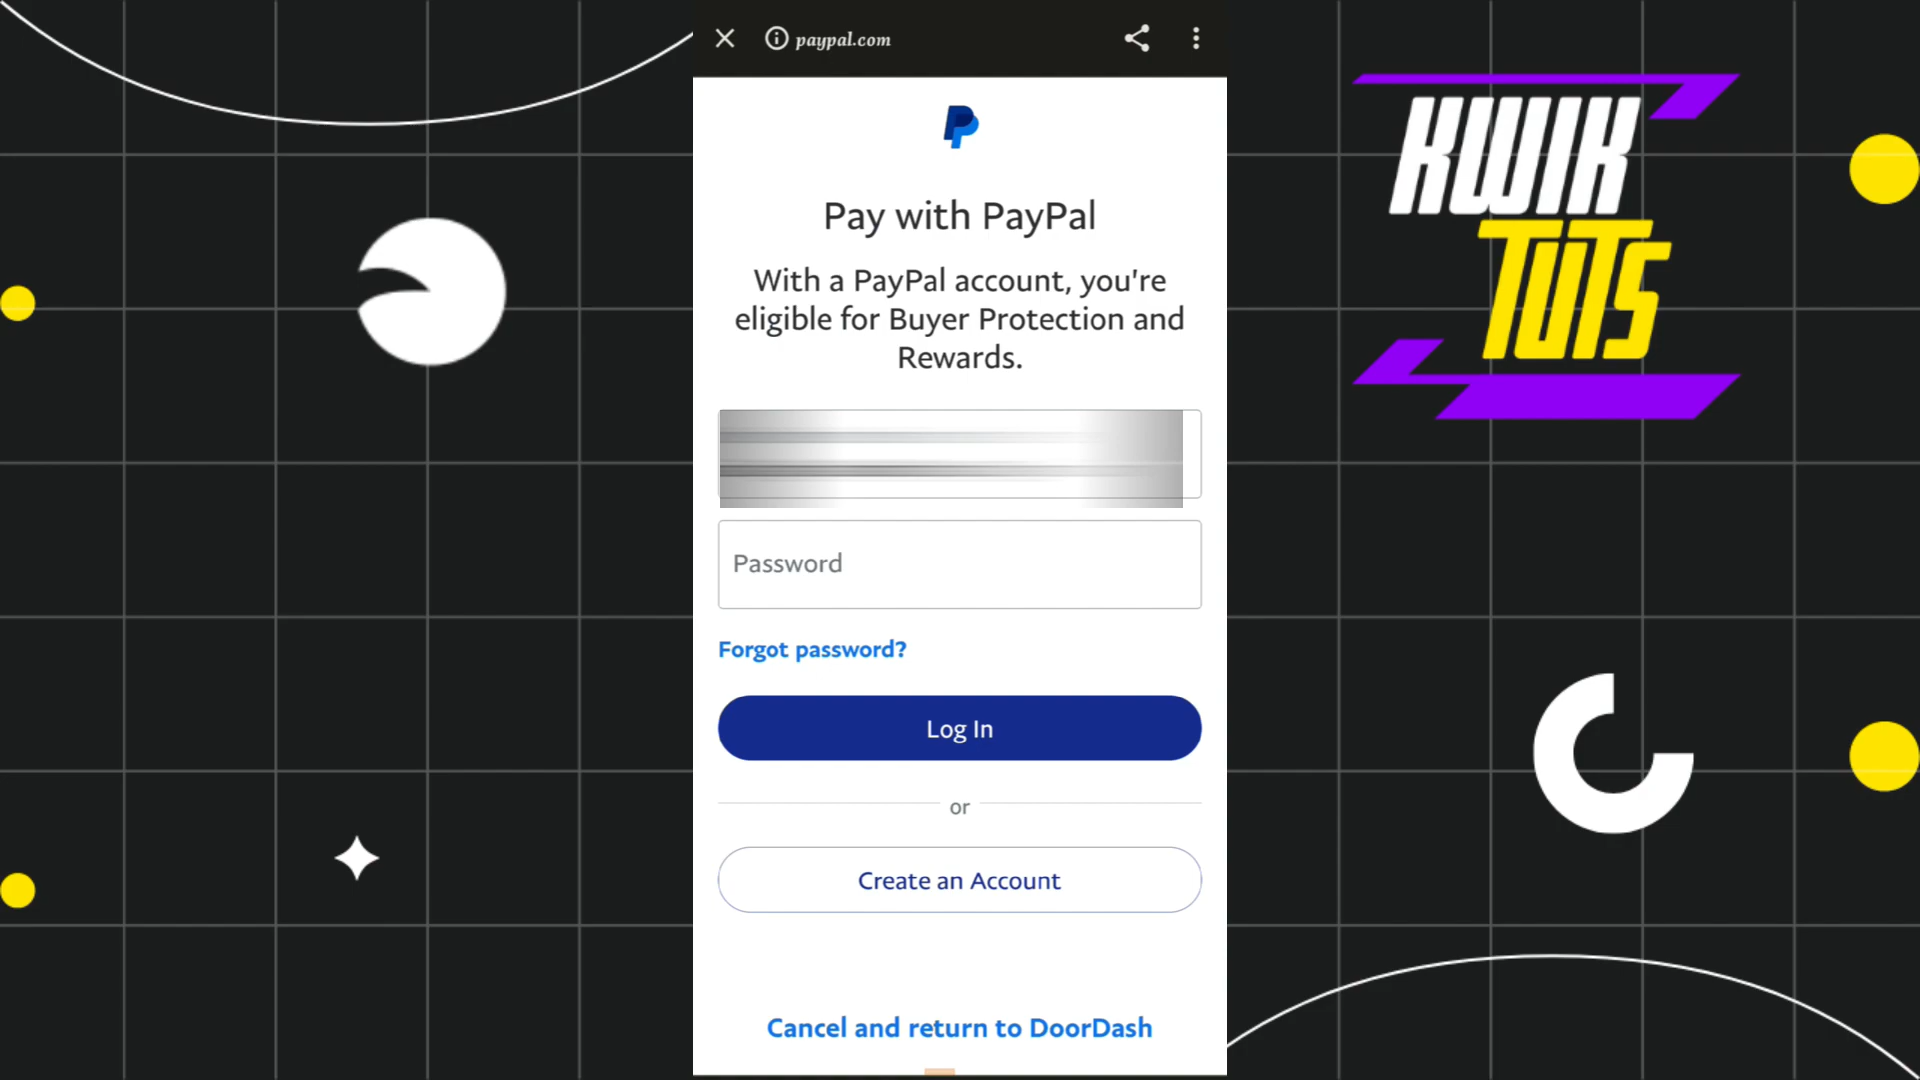 paypal.com
Pay with PayPal
With a PayPal account, you're
eligible for Buyer Protection and
Rewards.
Password
Forgot password?
Log In
or
Create an Account
Cancel and return to DoorDash
KWIK
TUTS